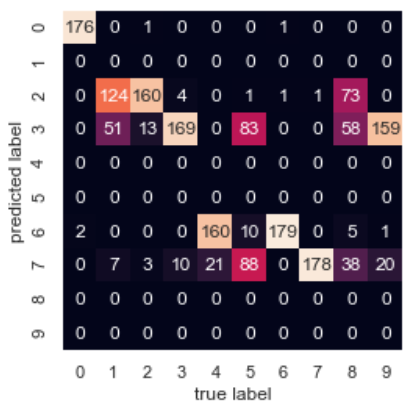 0 176 0 1 0 0 0 1 0 0 0
1 0 0 0 0 0 0 0 0 0 0
2 0 124 160 4 0 1 1 1 73 0
3 0 51 13 169 0 83 0 0 58 159
4 0 0 0 0 0 0 0 0 0 0
5 0 0 0 0 0 0 0 0 0 0
6 2 0 0 0 160 10 179 0 5 1
7 0 7 3 10 21 88 0 178 38 20
8 0 0 0 0 0 0 0 0 0 0
9 0 0 0 0 0 0 0 0 0 0
0 1 2 3 4 5 6 7 8 9
true label
predicted label